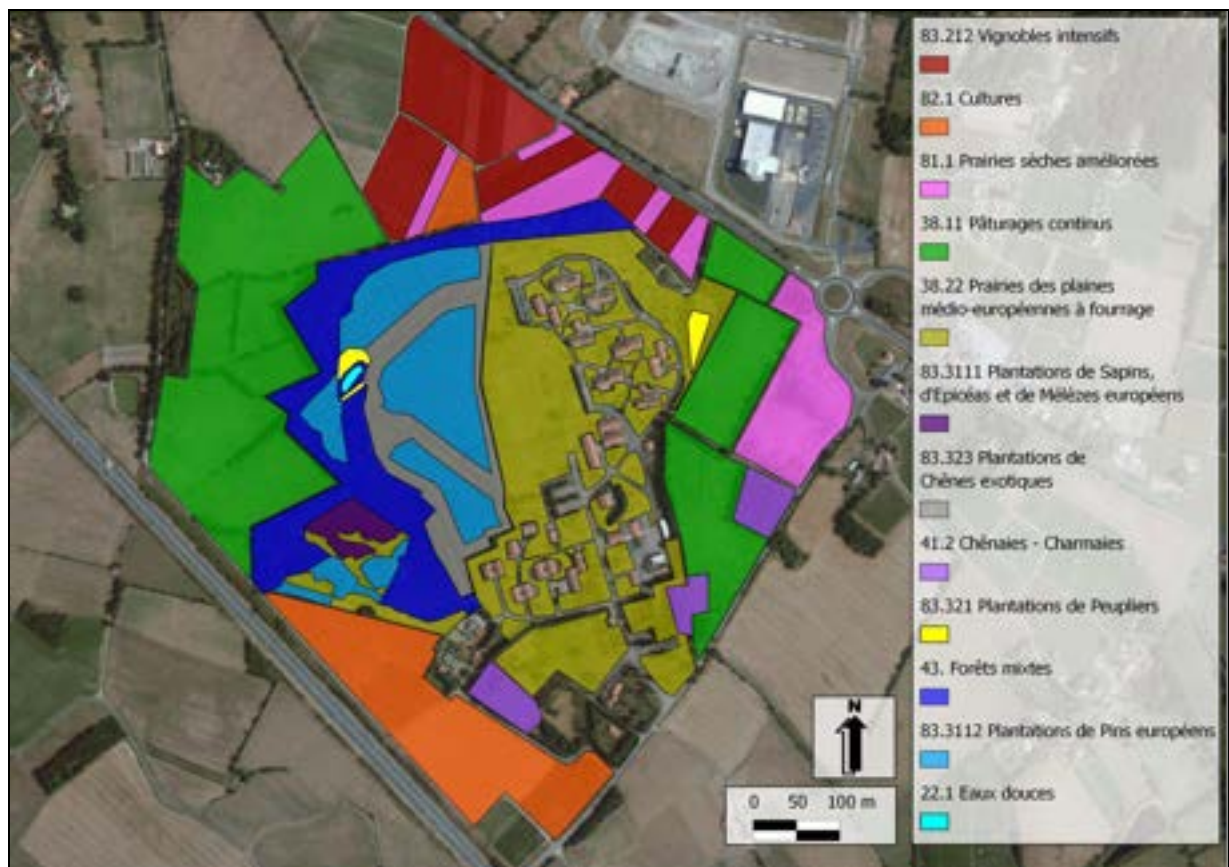 83.212 Vignobles intensifs
82.1 Cultures
81.1 Prairies sèches améliorées
38.11 Pâturages continus
38.22 Prairies des plaines
médio-européennes à fourrage
83.3111 Plantations de Sapins,
d'Epicéas et de Mélèzes européens
83.323 Plantations de
Chênes exotiques
41.2 Chênaies - Charmaies
83.321 Plantations de Peupliers
43. Forêts mixtes
83.3112 Plantations de Pins européens
22.1 Eaux douces
N
0 50 100 m